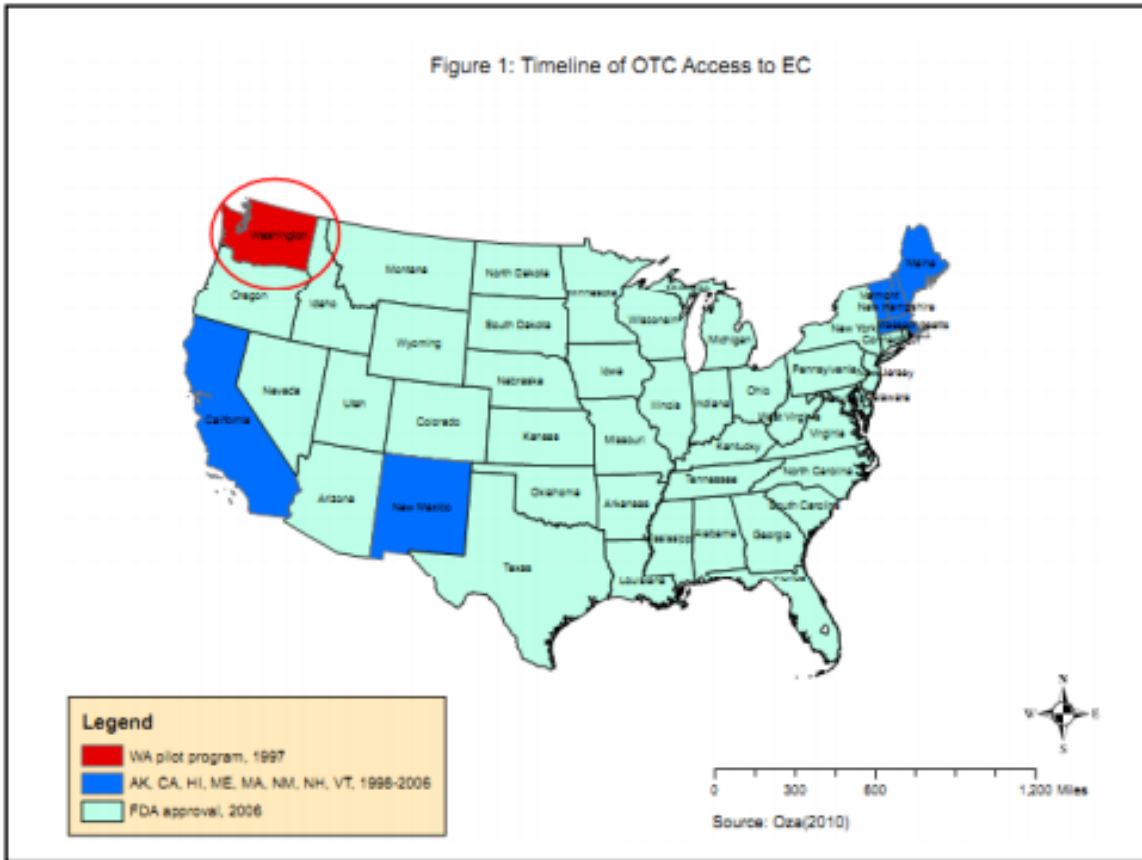 Figure 1: Timeline of OTC Access to EC
Washington
Montana
North Dakota
Minnesota
Maine
Oregon
Idaho
Wisconsin
Vermont
New Hampshire
South Dakota
Michigan
New York
Wyoming
Iowa
Pennsylvania
Nebraska
Nevada
Utah
Illinois
Indiana
Ohio
Colorado
California
Kansas
Missouri
West Virginia
Virginia
Kentucky
North Carolina
Tennessee
Arizona
New Mexico
Oklahoma
Arkansas
South Carolina
Mississippi
Alabama
Georgia
Texas
Louisiana
Florida
N
W E
S
Legend
WA pilot program, 1997
AK, CA, HI, ME, MA, NM, NH, VT, 1998-2006
FDA approval, 2006
0 300 600 1,200 Miles
Source: Oza(2010)